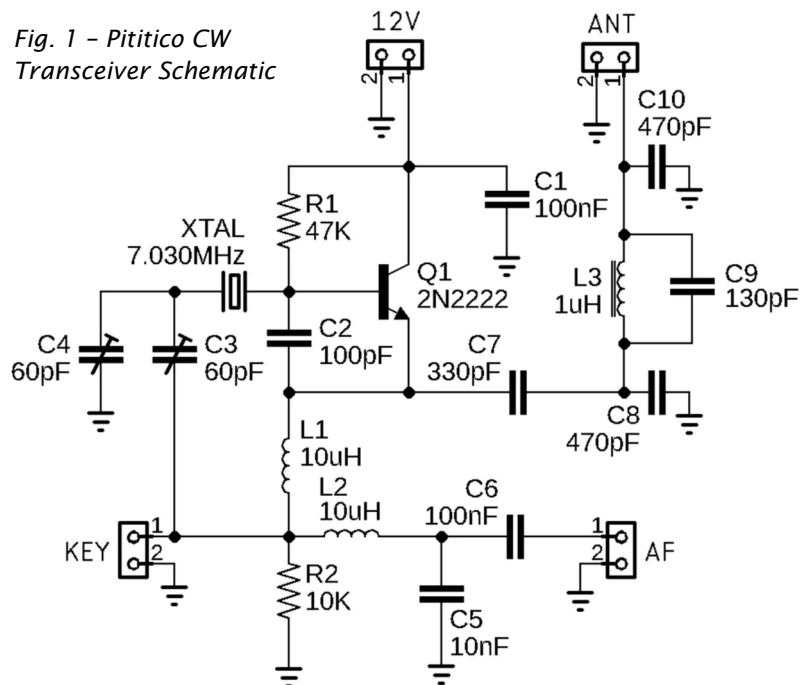 Fig. 1 – Pititico CW
Transceiver Schematic
12V
2
1
ANT
2
1
C10
470pF
R1
47K
C1
100nF
XTAL
7.030MHz
Q1
2N2222
L3
1uH
C9
130pF
C4
60pF
C3
60pF
C2
100pF
C7
330pF
C8
470pF
L1
10uH
L2
10uH
C6
100nF
KEY
1
2
1
2
AF
R2
10K
C5
10nF